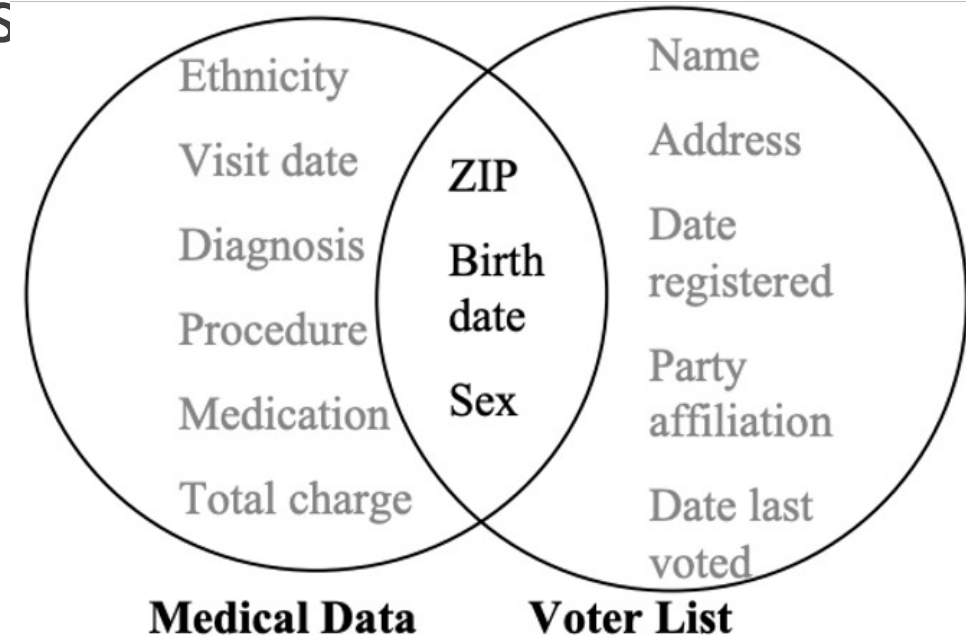 s
Ethnicity
Visit date
Diagnosis
Procedure
Medication
Total charge
ZIP
Birth
date
Sex
Name
Address
Date
registered
Party
affiliation
Date last
voted
Medical Data
Voter List